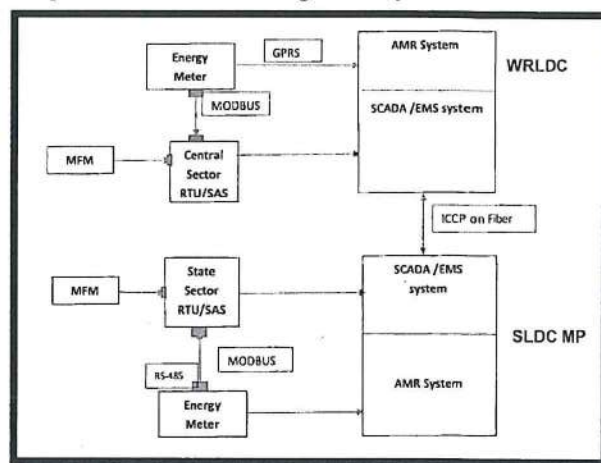 AMR System
Energy
Meter
GPRS
WRLDC
MODBUS
SCADA /EMS system
MFM
Central
Sector
RTU/SAS
ICCP on Fiber
State
Sector
RTU/SAS
SCADA /EMS
system
MFM
SLDC MP
MODBUS
RS-485
AMR System
Energy
Meter